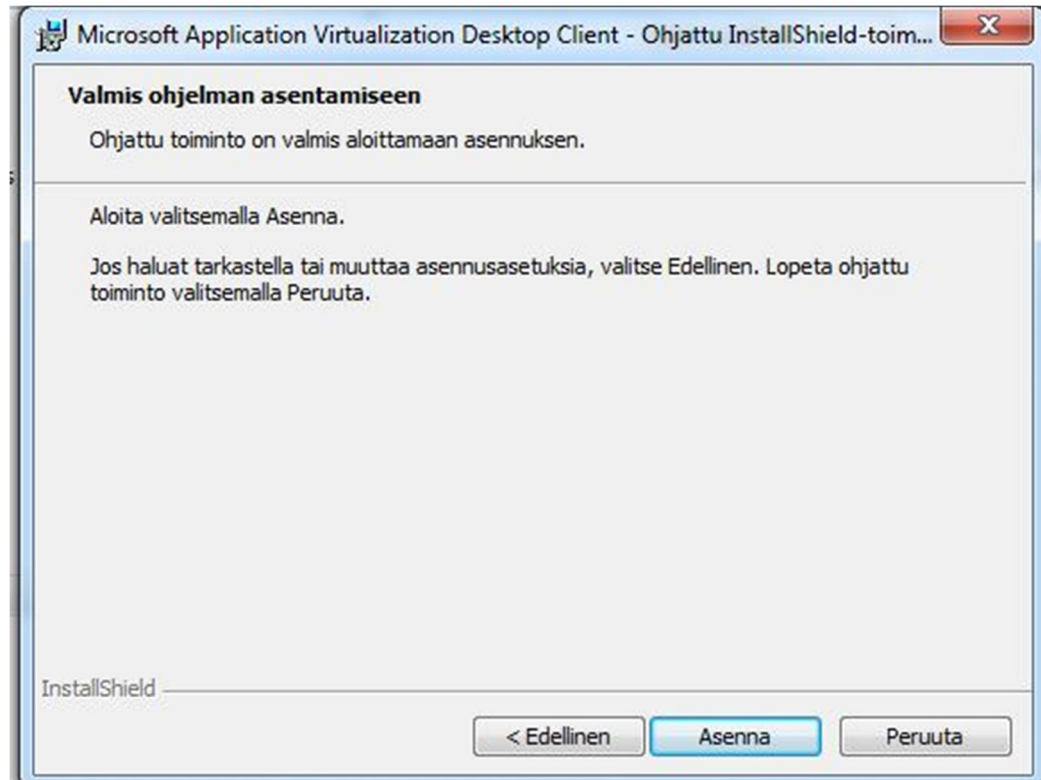 Microsoft Application Virtualization Desktop Client - Ohjattu InstallShield-toim...
Valmis ohjelman asentamiseen
Ohjattu toiminto on valmis aloittamaan asennuksen.
Aloita valitsemalla Asenna.
Jos haluat tarkastella tai muuttaa asennusasetuksia, valitse Edellinen. Lopeta ohjattu
toiminto valitsemalla Peruuta.
InstallShield
< Edellinen Asenna Peruuta